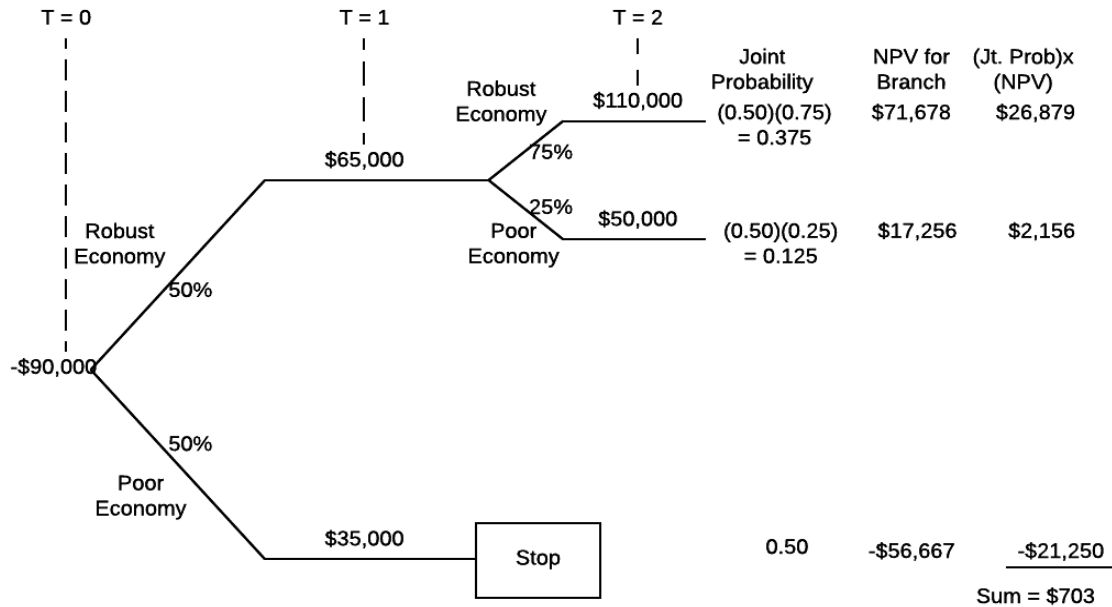 T = 0 T = 1 T = 2
Joint Probability NPV for Branch (Jt. Prob)x (NPV)
Robust Economy
$110,000
(0.50)(0.75) = 0.375
$71,678
$26,879
75%
$65,000
25%
Poor Economy
$50,000
(0.50)(0.25) = 0.125
$17,256
$2,156
Robust Economy
50%
-$90,000
50%
Poor Economy
$35,000
Stop
0.50
-$56,667
-$21,250
Sum = $703